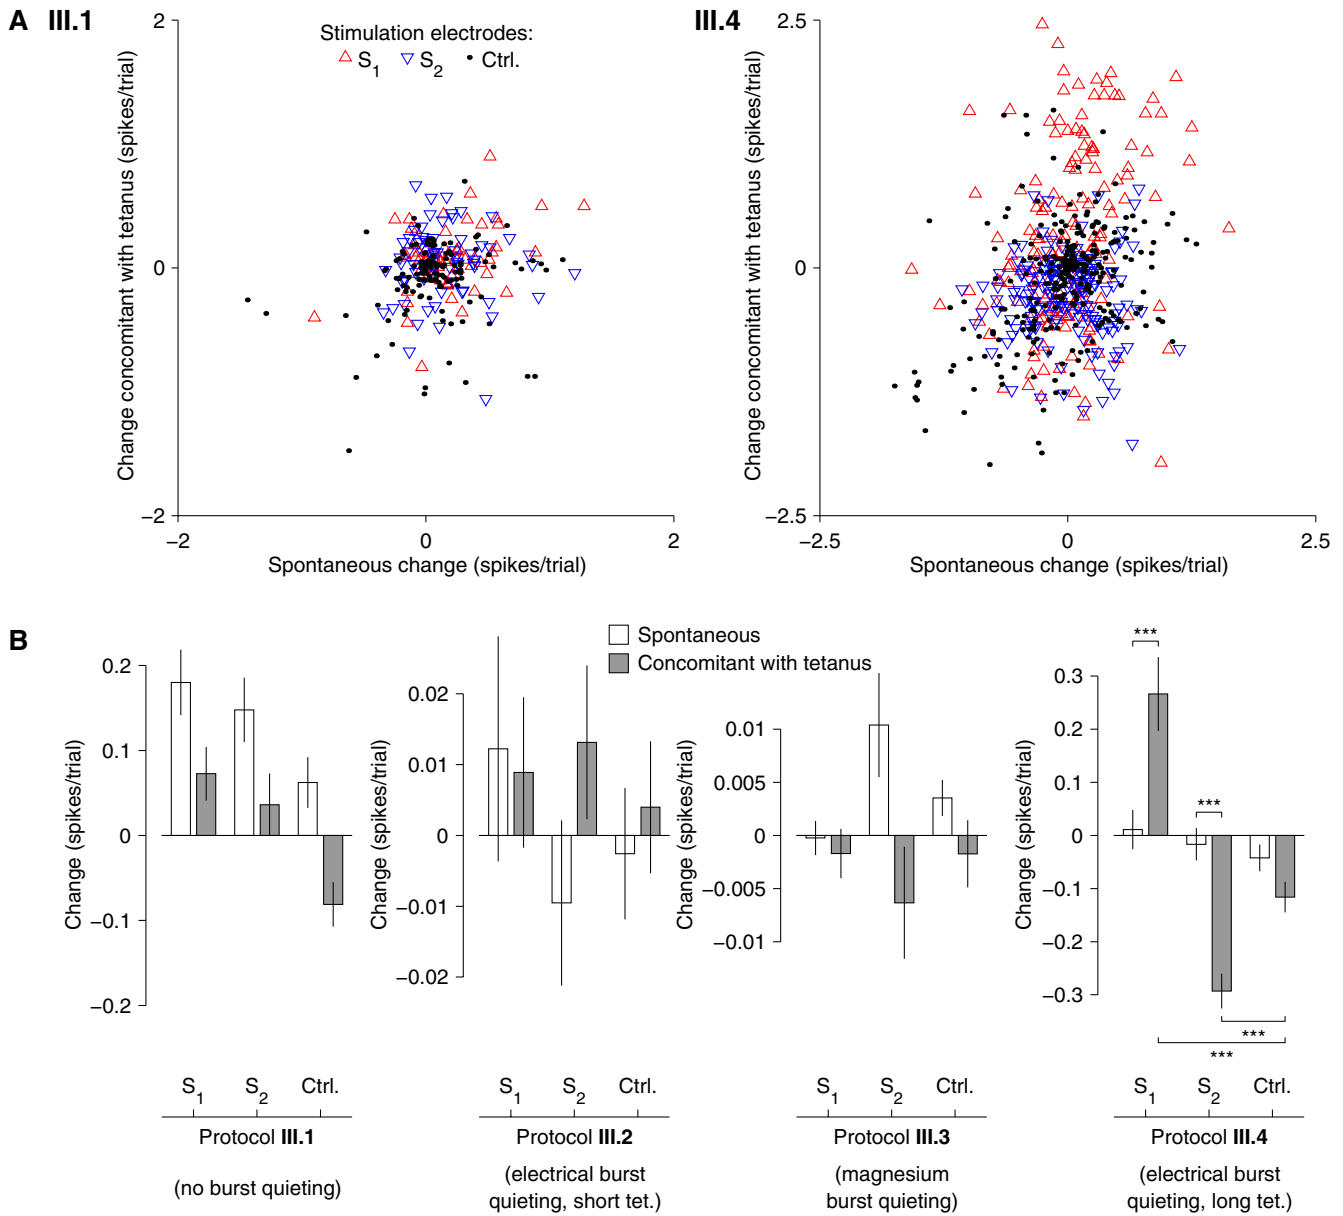 A III.1
2
0
−2
−2 0 2
Change concomitant with tetanus (spikes/trial)
Spontaneous change (spikes/trial)
Stimulation electrodes:
S1 S2 Ctrl.
III.4
2.5
0
−2.5
−2.5 0 2.5
Change concomitant with tetanus (spikes/trial)
Spontaneous change (spikes/trial)
B
Spontaneous
Concomitant with tetanus
Change (spikes/trial)
0.2
0.1
0
−0.1
−0.2
S1 S2 Ctrl.
Protocol III.1
(no burst quieting)
Change (spikes/trial)
0.02
0.01
0
−0.01
−0.02
S1 S2 Ctrl.
Protocol III.2
(electrical burst
quieting, short tet.)
Change (spikes/trial)
0.01
0.005
0
−0.005
−0.01
S1 S2 Ctrl.
Protocol III.3
(magnesium
burst quieting)
Change (spikes/trial)
0.3
0.2
0.1
0
−0.1
−0.2
−0.3
***
***
***
***
S1 S2 Ctrl.
Protocol III.4
(electrical burst
quieting, long tet.)